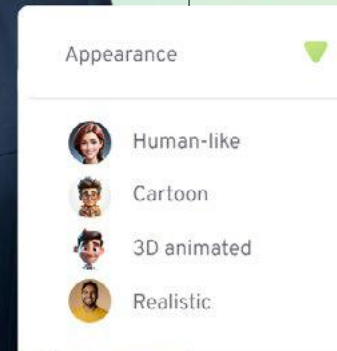 Appearance
Human-like
Cartoon
3D animated
Realistic